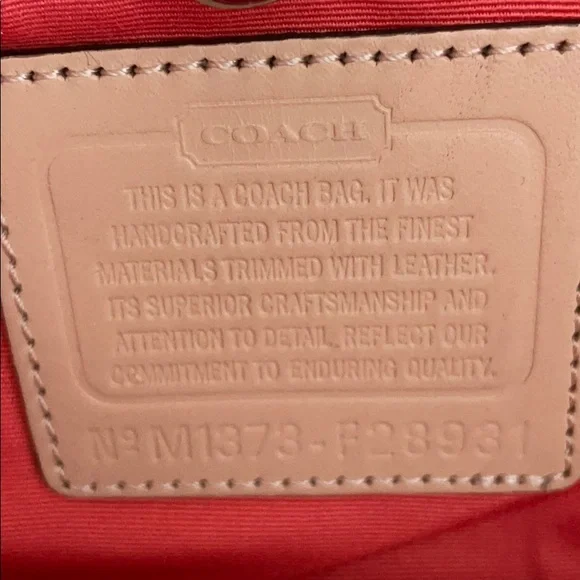 COACH
THIS IS A COACH BAG. IT WAS
HANDCRAFTED FROM THE FINEST
MATERIALS TRIMMED WITH LEATHER.
ITS SUPERIOR CRAFTSMANSHIP AND
ATTENTION TO DETAIL REFLECT OUR
COMMITMENT TO ENDURING QUALITY.
Nº M1373-F28931